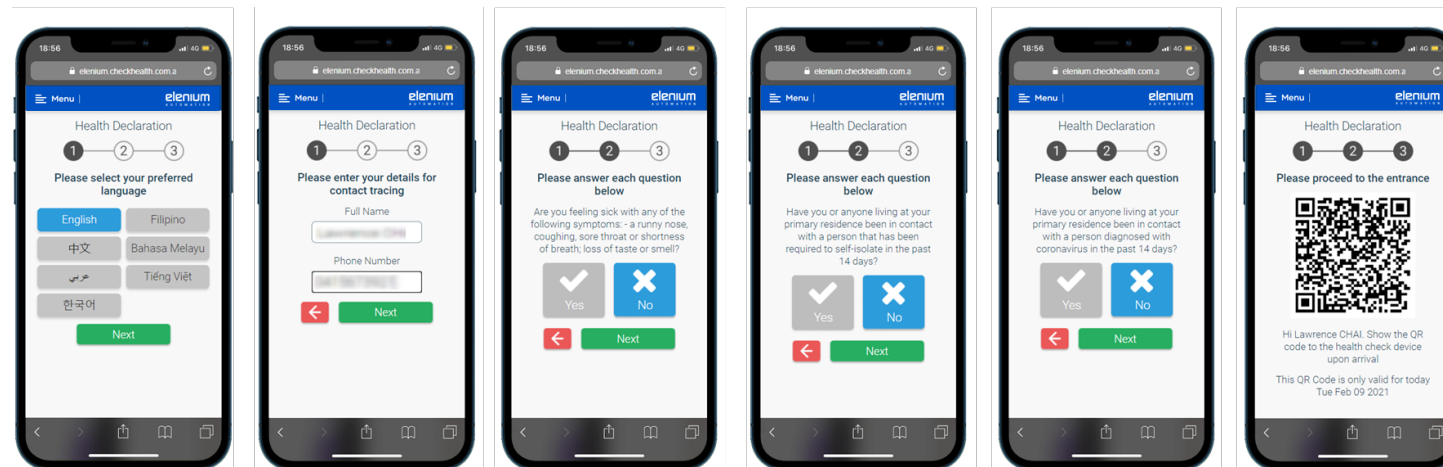 18:56
4G
elenium.checkhealth.com.a
Menu |
elenium
AUTOMATION
Health Declaration
1 2 3
Please select your preferred
language
English Filipino
中文 Bahasa Melayu
عربي Tiếng Việt
한국어
Next
18:56
4G
elenium.checkhealth.com.a
Menu |
elenium
AUTOMATION
Health Declaration
1 2 3
Please enter your details for
contact tracing
Full Name
Phone Number
Next
18:56
4G
elenium.checkhealth.com.a
Menu |
elenium
AUTOMATION
Health Declaration
1 2 3
Please answer each question
below
Are you feeling sick with any of the
following symptoms: - a runny nose,
coughing, sore throat or shortness
of breath; loss of taste or smell?
Yes No
Next
18:56
4G
elenium.checkhealth.com.a
Menu |
elenium
AUTOMATION
Health Declaration
1 2 3
Please answer each question
below
Have you or anyone living at your
primary residence been in contact
with a person that has been
required to self-isolate in the past
14 days?
Yes No
Next
18:56
4G
elenium.checkhealth.com.a
Menu |
elenium
AUTOMATION
Health Declaration
1 2 3
Please answer each question
below
Have you or anyone living at your
primary residence been in contact
with a person diagnosed with
coronavirus in the past 14 days?
Yes No
Next
18:56
4G
elenium.checkhealth.com.a
Menu |
elenium
AUTOMATION
Health Declaration
1 2 3
Please proceed to the entrance
Hi Lawrence CHAI. Show the QR
code to the health check device
upon arrival
This QR Code is only valid for today
Tue Feb 09 2021